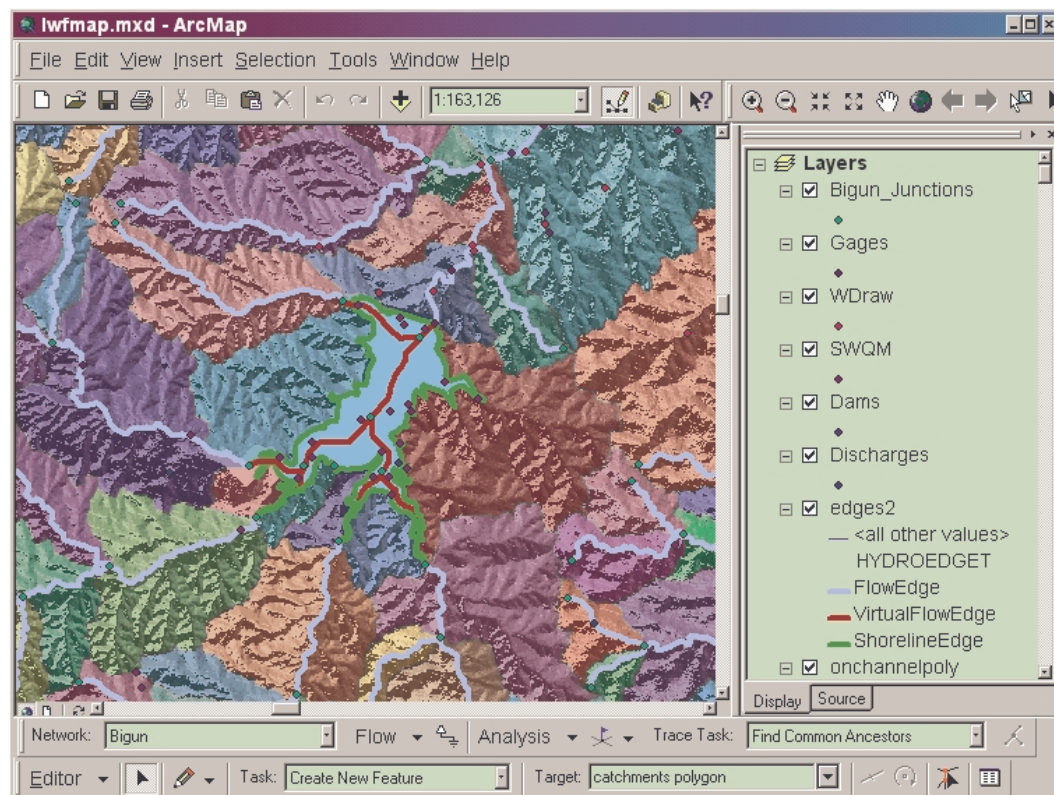 lwfmap.mxd - ArcMap
File Edit View Insert Selection Tools Window Help
1:163,126
Layers
Bigun_Junctions
Gages
WDraw
SWQM
Dams
Discharges
edges2
<all other values>
HYDROEDGET
FlowEdge
VirtualFlowEdge
ShorelineEdge
onchannelpoly
Display Source
Network: Bigun Flow Analysis Trace Task: Find Common Ancestors
Editor Task: Create New Feature Target: catchments polygon